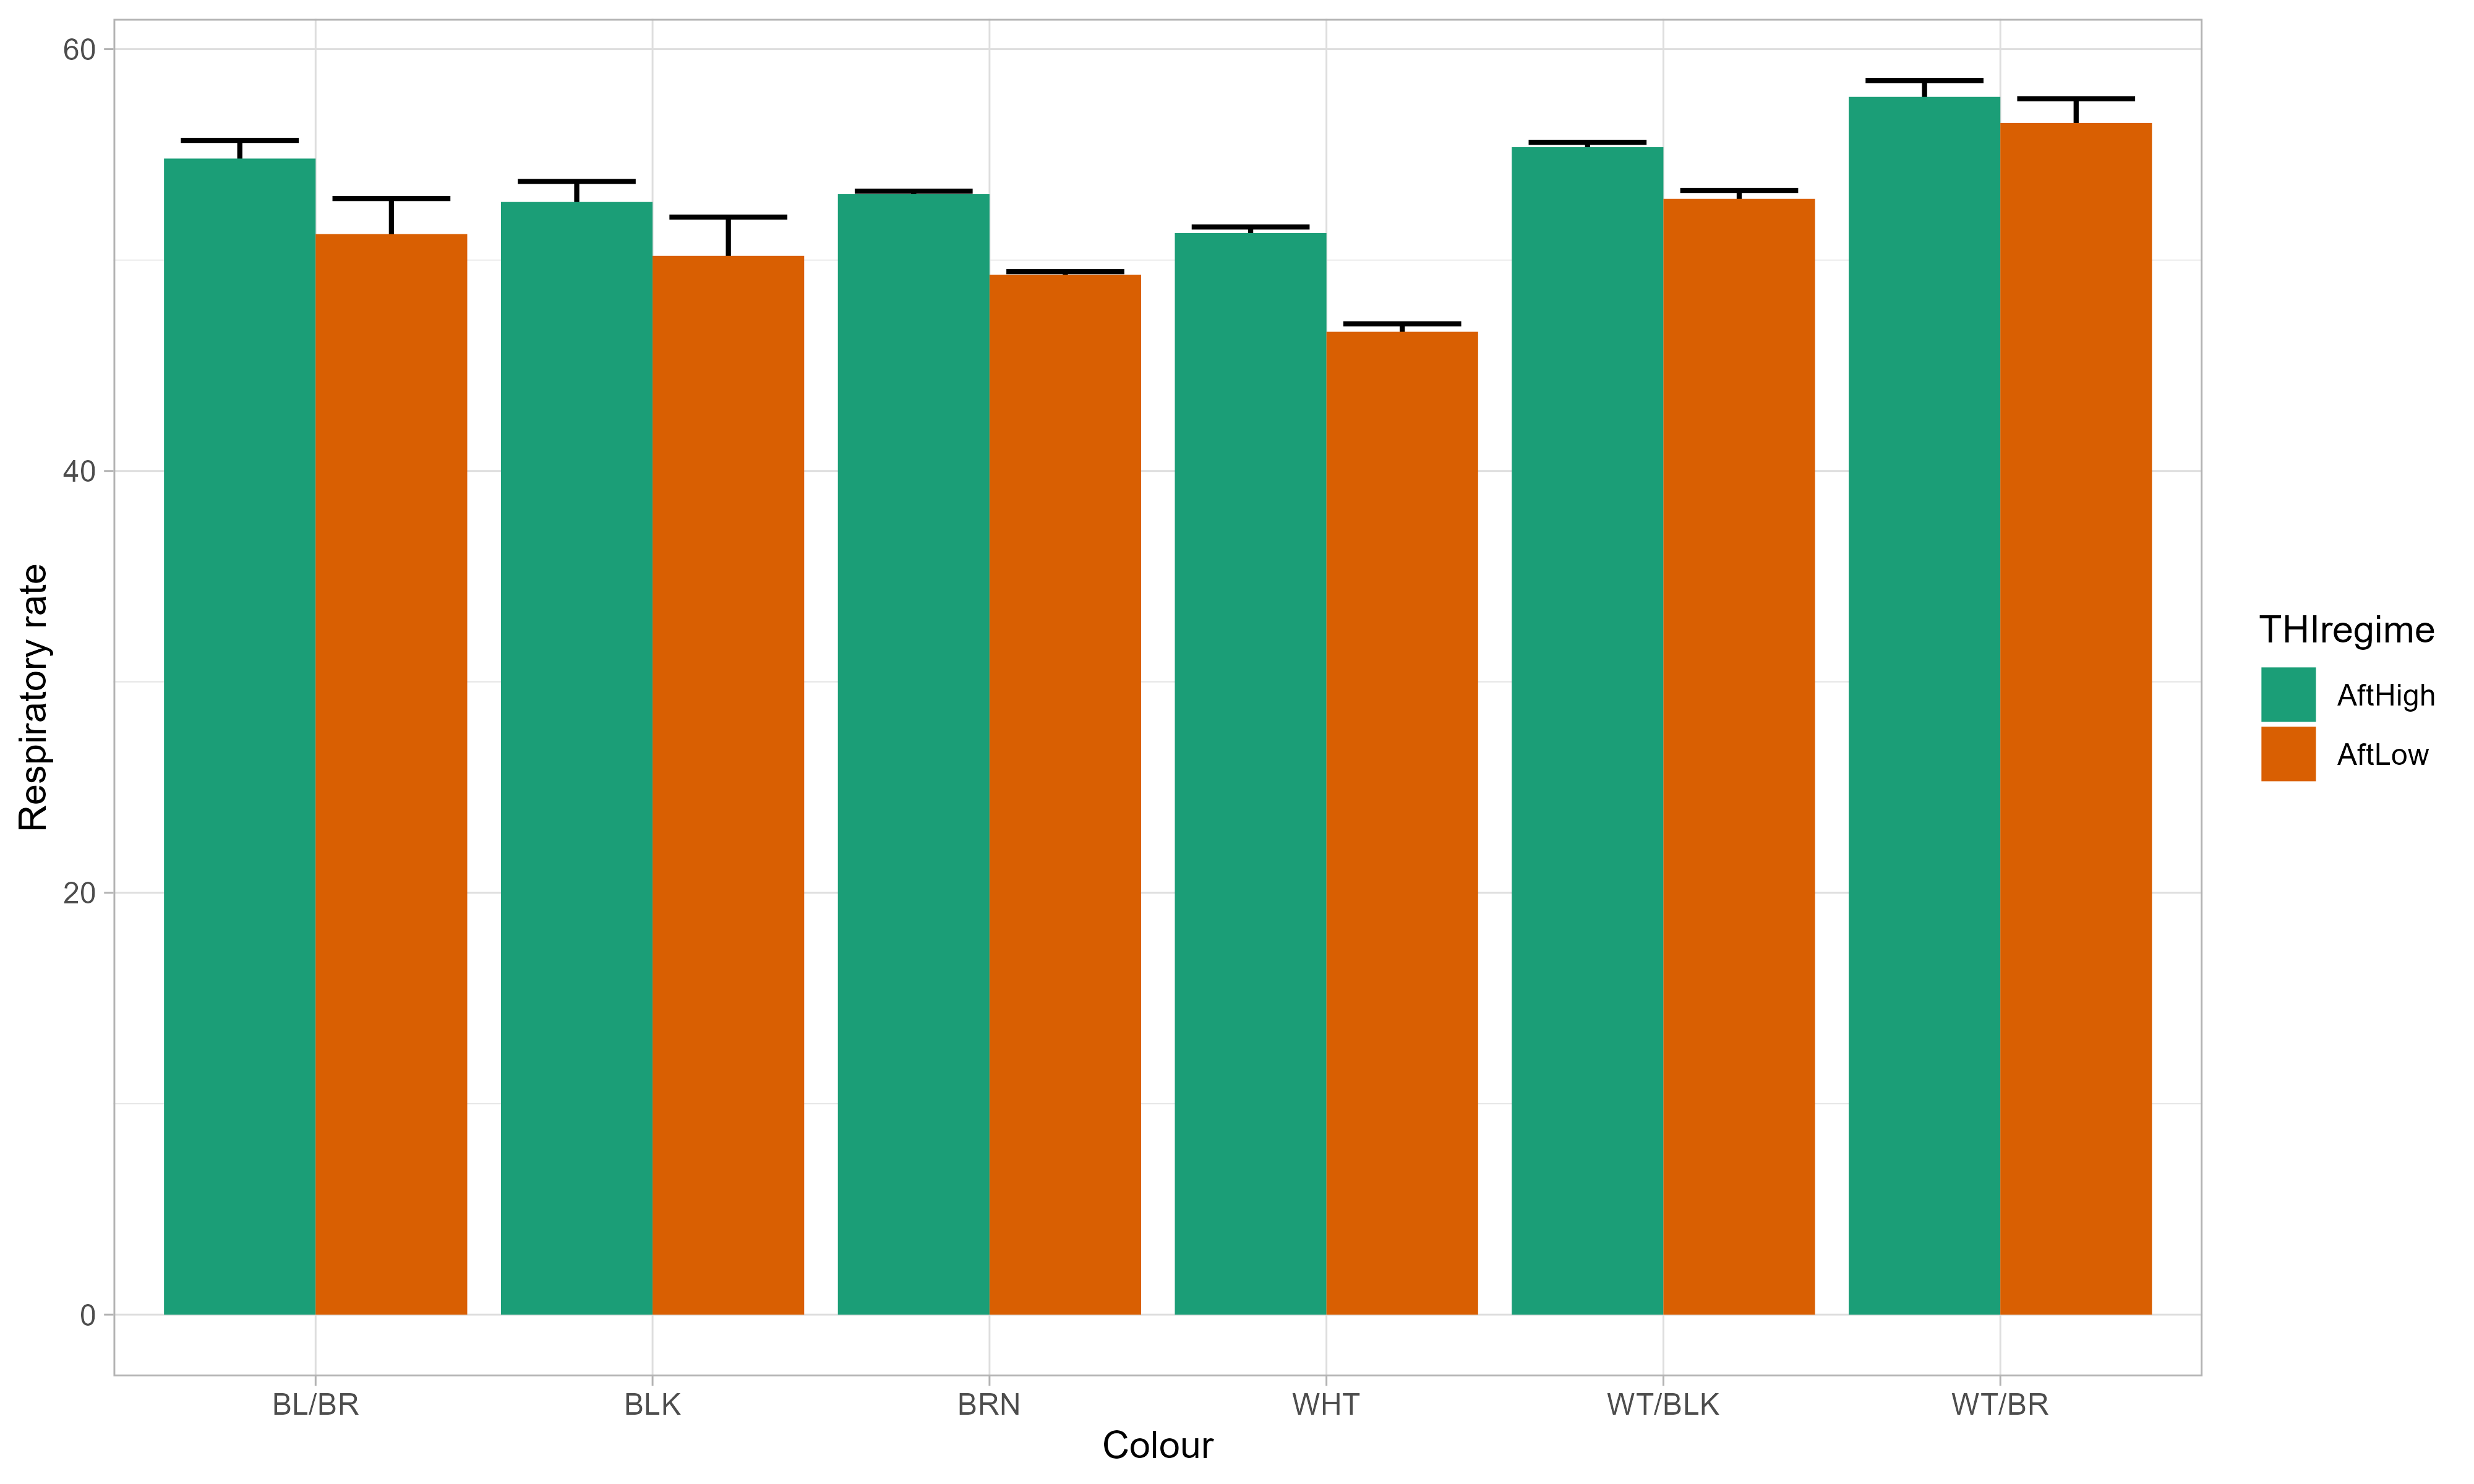 60
40
20
0
Respiratory rate
BL/BR BLK BRN WHT WT/BLK WT/BR
Colour
THIregime
AftHigh
AftLow